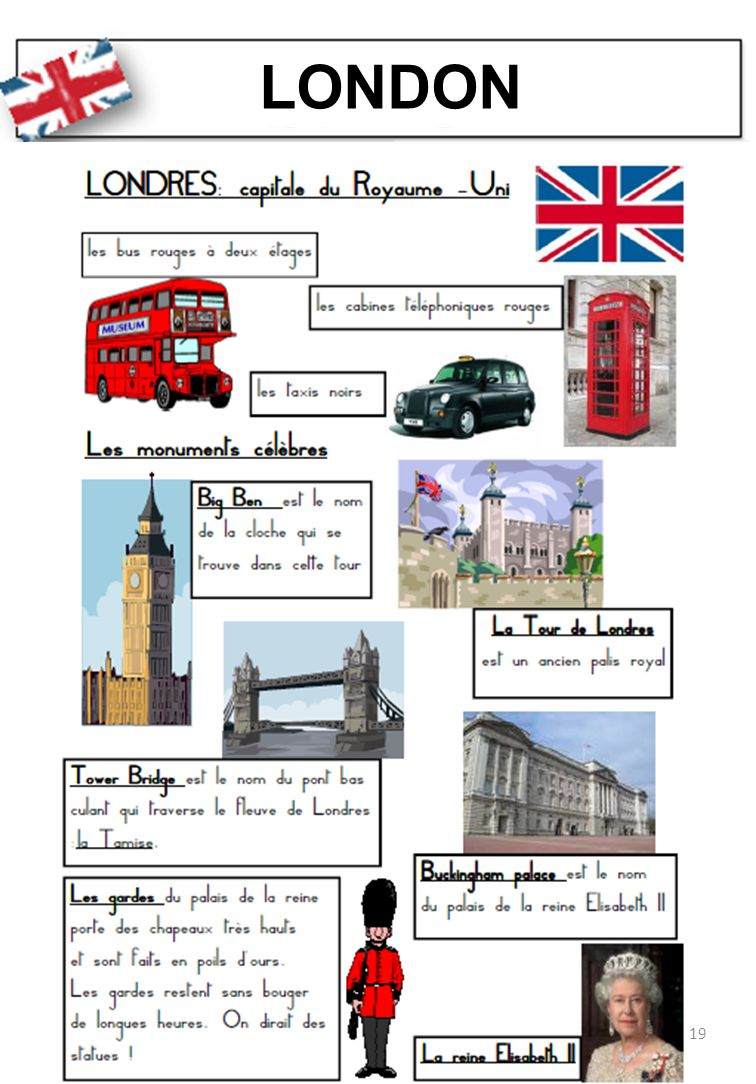 LONDON
LONDRES: capitale du Royaume -Uni
les bus rouges à deux étages
MUSEUM
les cabines téléphoniques rouges
les taxis noirs
Les monuments célèbres
Big Ben est le nom
de la cloche qui se
trouve dans cette tour
La Tour de Londres
est un ancien palis royal
Tower Bridge est le nom du pont bas
culant qui traverse le fleuve de Londres
:la Tamise.
Buckingham palace est le nom
du palais de la reine Elisabeth II
Les gardes du palais de la reine
porte des chapeaux très hauts
et sont faits en poils d'ours.
Les gardes restent sans bouger
de longues heures. On dirait des
statues !
La reine Elisabeth II
19